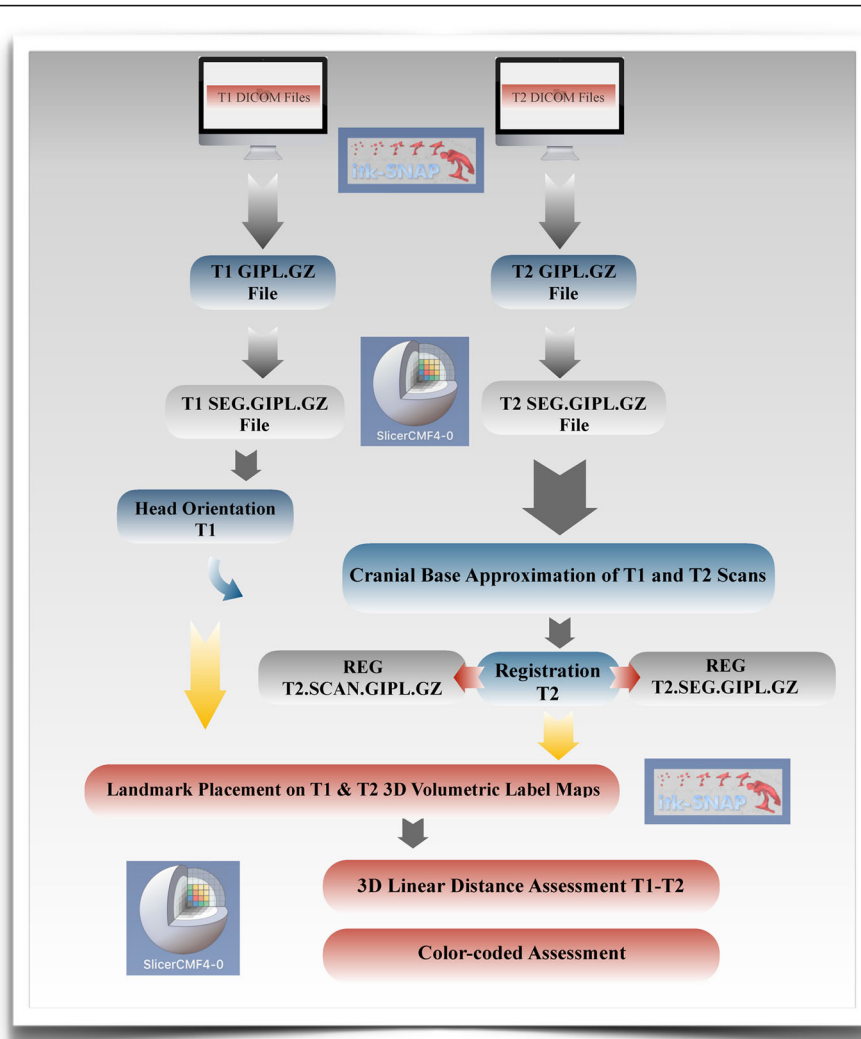 T1 DICOM Files
T2 DICOM Files
itk-SNAP
T1 GIPL.GZ
File
T2 GIPL.GZ
File
T1 SEG.GIPL.GZ
File
T2 SEG.GIPL.GZ
File
SlicerCMF4-0
Head Orientation
T1
Cranial Base Approximation of T1 and T2 Scans
REG
T2.SCAN.GIPL.GZ
Registration
T2
REG
T2.SEG.GIPL.GZ
Landmark Placement on T1 & T2 3D Volumetric Label Maps
itk-SNAP
3D Linear Distance Assessment T1-T2
SlicerCMF4-0
Color-coded Assessment